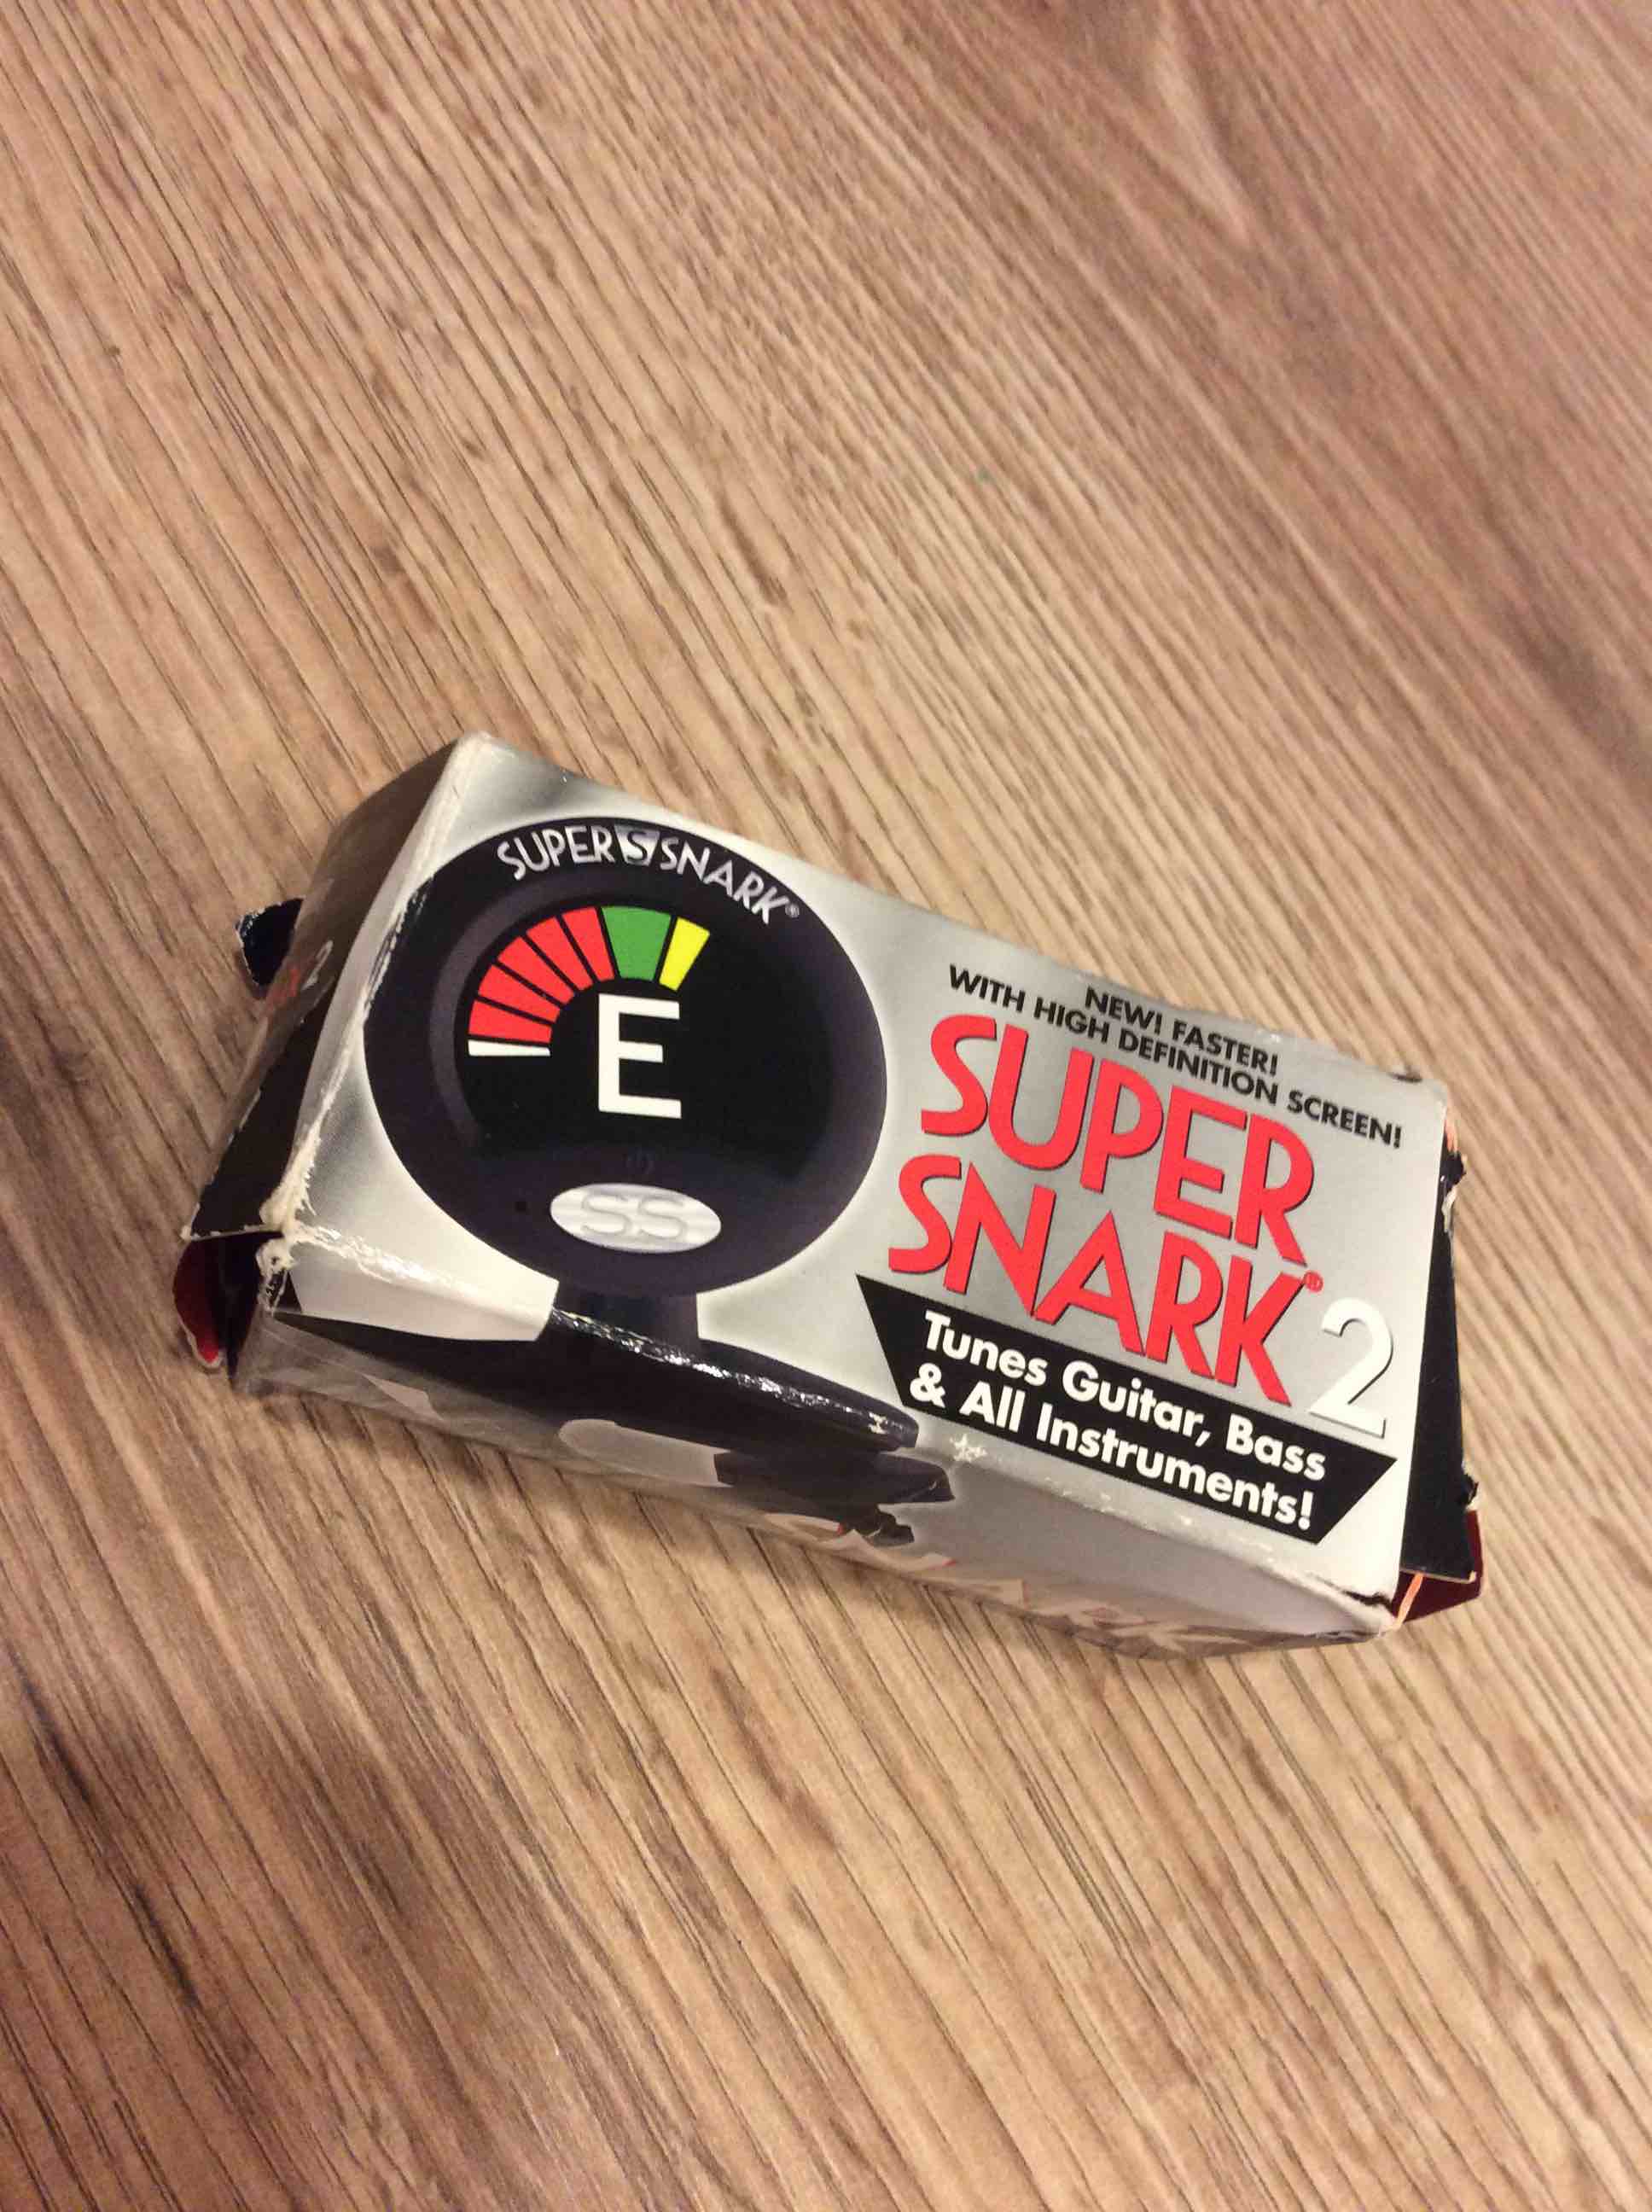 SUPER S SNARK®
E
SS
NEW! FASTER!
WITH HIGH DEFINITION SCREEN!
SUPER
SNARK® 2
Tunes Guitar, Bass
& All Instruments!